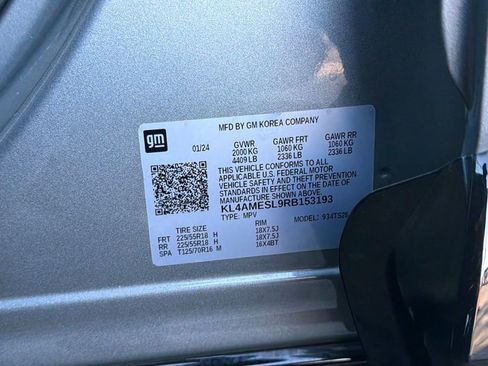 gm
MFD BY GM KOREA COMPANY
01/24
GVWR GAWR FRT GAWR RR
2000 KG 1060 KG 1060 KG
4409 LB 2336 LB 2336 LB
THIS VEHICLE CONFORMS TO ALL
APPLICABLE U.S. FEDERAL MOTOR
VEHICLE SAFETY AND THEFT
PREVENTION STANDARDS IN EFFECT
ON THE DATE OF MANUFACTURE
SHOWN ABOVE.
KL4AMESL9RB153193
TYPE: MPV MODEL:
TIRE SIZE RIM
FRT 225/55R18 H 18X7.5J
RR 225/55R18 H 18X7.5J
SPA T125/70R16 M 16X4BT